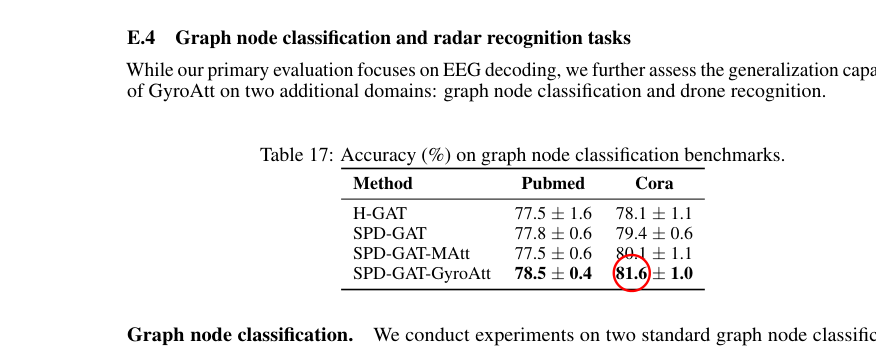 E.4 Graph node classification and radar recognition tasks
While our primary evaluation focuses on EEG decoding, we further assess the generalization capa
of GyroAtt on two additional domains: graph node classification and drone recognition.
Table 17: Accuracy (%) on graph node classification benchmarks.
Method Pubmed Cora
H-GAT 77.5 ± 1.6 78.1 ± 1.1
SPD-GAT 77.8 ± 0.6 79.4 ± 0.6
SPD-GAT-MAtt 77.5 ± 0.6 80.1 ± 1.1
SPD-GAT-GyroAtt 78.5 ± 0.4 81.6 ± 1.0
Graph node classification. We conduct experiments on two standard graph node classific